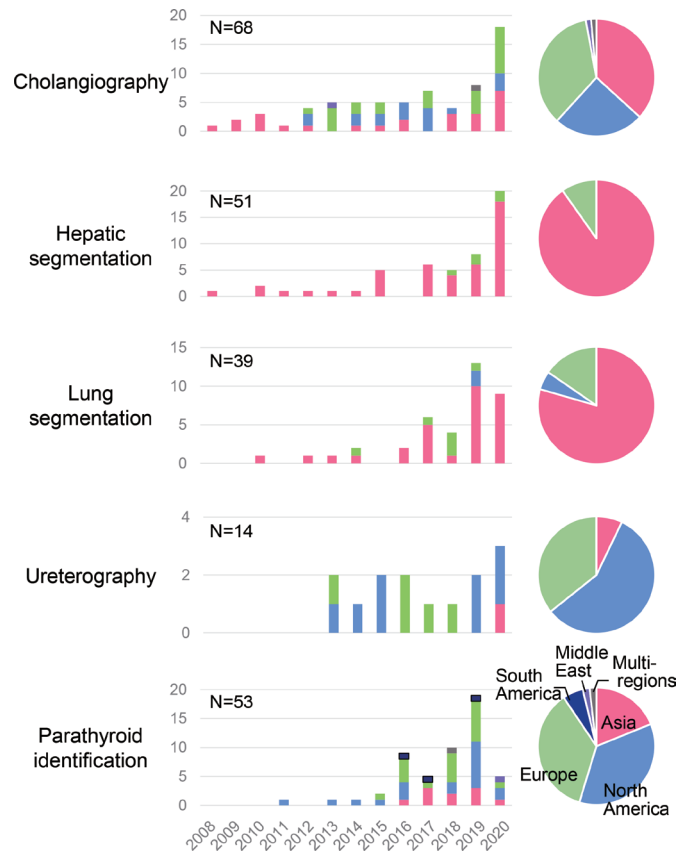 20
N=68
15
Cholangiography
10
5
0
20
N=51
15
Hepatic
segmentation
10
5
0
15
N=39
10
Lung
segmentation
5
0
4
N=14
Ureterography
2
0
Middle
East
Multi-
regions
South
America
20
N=53
15
Asia
Parathyroid
identification
10
Europe
North
America
5
0
2008
2009
2010
2011
2012
2013
2014
2015
2016
2017
2018
2019
2020